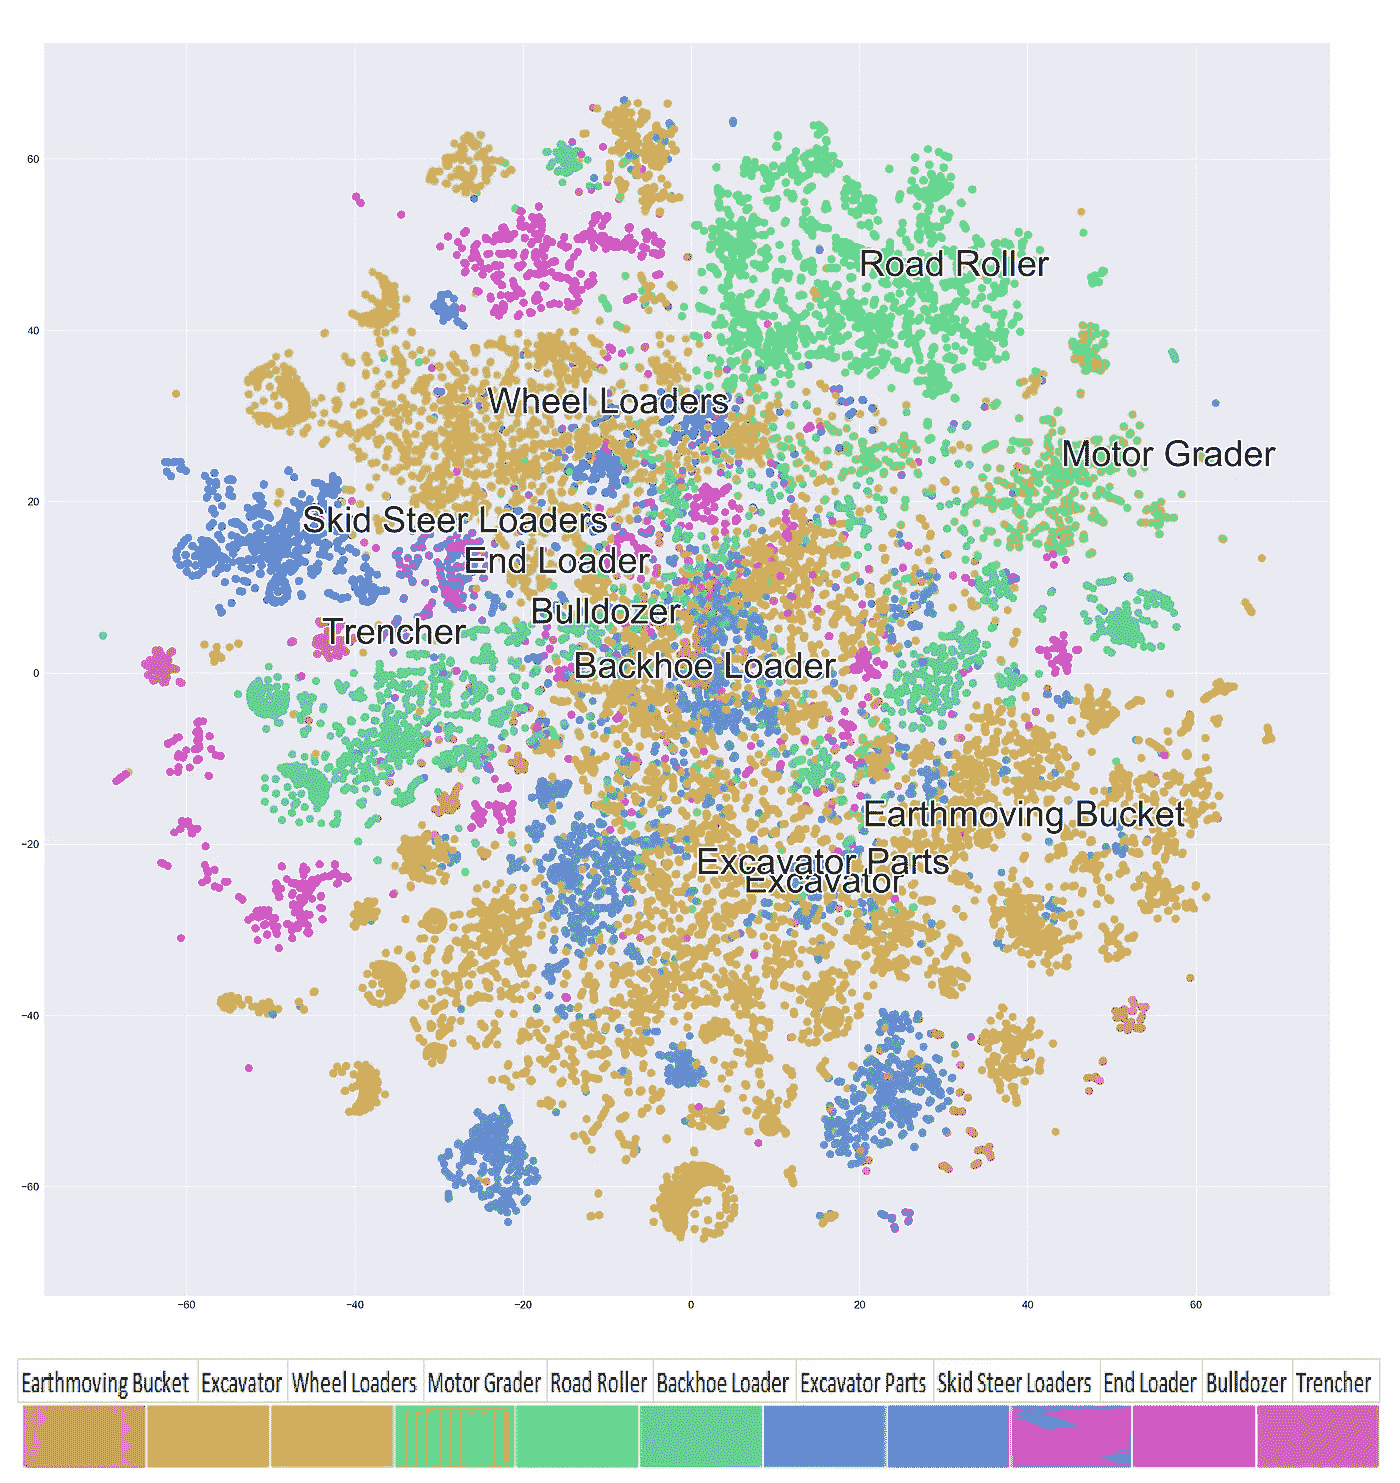 60
40
20
0
−20
−40
−60
Road Roller
Wheel Loaders
Motor Grader
Skid Steer Loaders
End Loader
Bulldozer
Trencher
Backhoe Loader
Earthmoving Bucket
Excavator Parts
Excavator
−60 −40 −20 0 20 40 60
Earthmoving Bucket Excavator Wheel Loaders Motor Grader Road Roller Backhoe Loader Excavator Parts Skid Steer Loaders End Loader Bulldozer Trencher